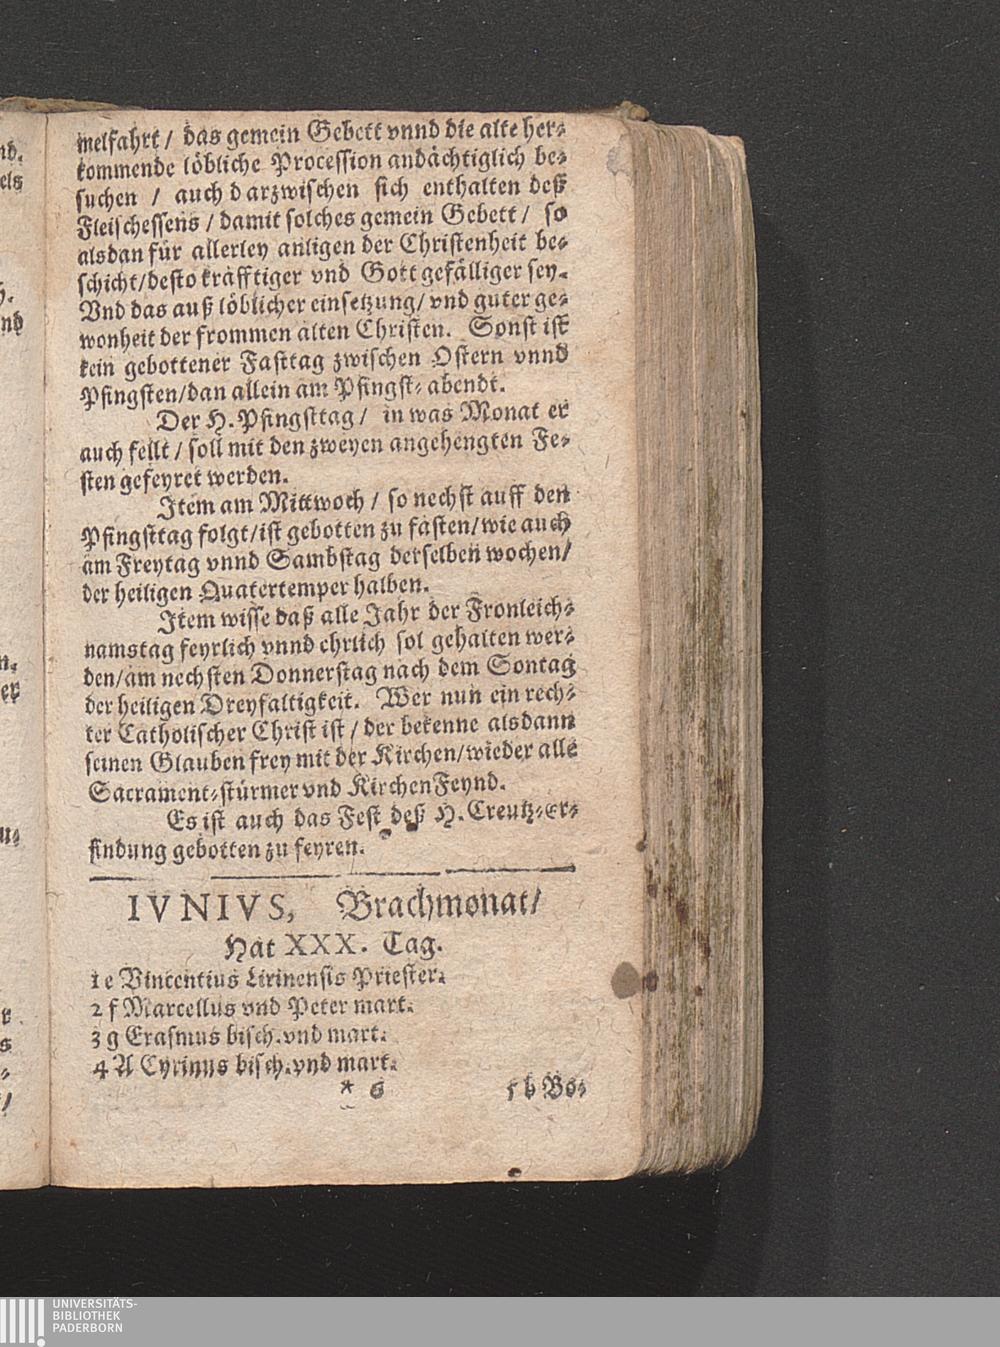 melfahrt / das gemein Gebett vnnd die alte her-
kommende löbliche Procession andächtiglich be-
suchen / auch darzwischen sich enthalten deß
Fleischessens / damit solches gemein Gebett / so
alsdan für allerley anligen der Christenheit be-
schicht/desto kräfftiger vnd Gott gefälliger sey.
Vnd das auß löblicher einsetzung/ vnd guter ge-
wonheit der frommen alten Christen. Sonst ist
kein gebottener Fasttag zwischen Ostern vnnd
Pfingsten/dan allein am Pfingst-abendt.
Der H. Pfingsttag / in was Monat er
auch fellt / soll mit den zweyen angehengten Fe-
sten gefeyret werden.
Item am Mittwoch / so nechst auff den
Pfingsttag folgt/ist gebotten zu fasten/wie auch
am Freytag vnnd Sambstag derselben wochen/
der heiligen Quatertemper halben.
Item wisse daß alle Jahr der Fronleich-
namstag feyrlich vnnd ehrlich sol gehalten wer-
den/am nechsten Donnerstag nach dem Sontag
der heiligen Dreyfaltigkeit. Wer nun ein rech-
ter Catholischer Christ ist / der bekenne alsdann
seinen Glauben frey mit der Kirchen/wieder alle
Sacrament-stürmer vnd KirchenFeynd.
Es ist auch das Fest deß H. Creutz-er-
findung gebotten zu feyren.
IVNIVS, Brachmonat/
Hat XXX. Tag.
1 e Vincentius Lirinensis Priester.
2 f Marcellus vnd Peter mart.
3 g Erasmus bisch. vnd mart.
4 A Cyrinus bisch. vnd mart.
* 6 5 b Bo-
UNIVERSITÄTS-
BIBLIOTHEK
PADERBORN